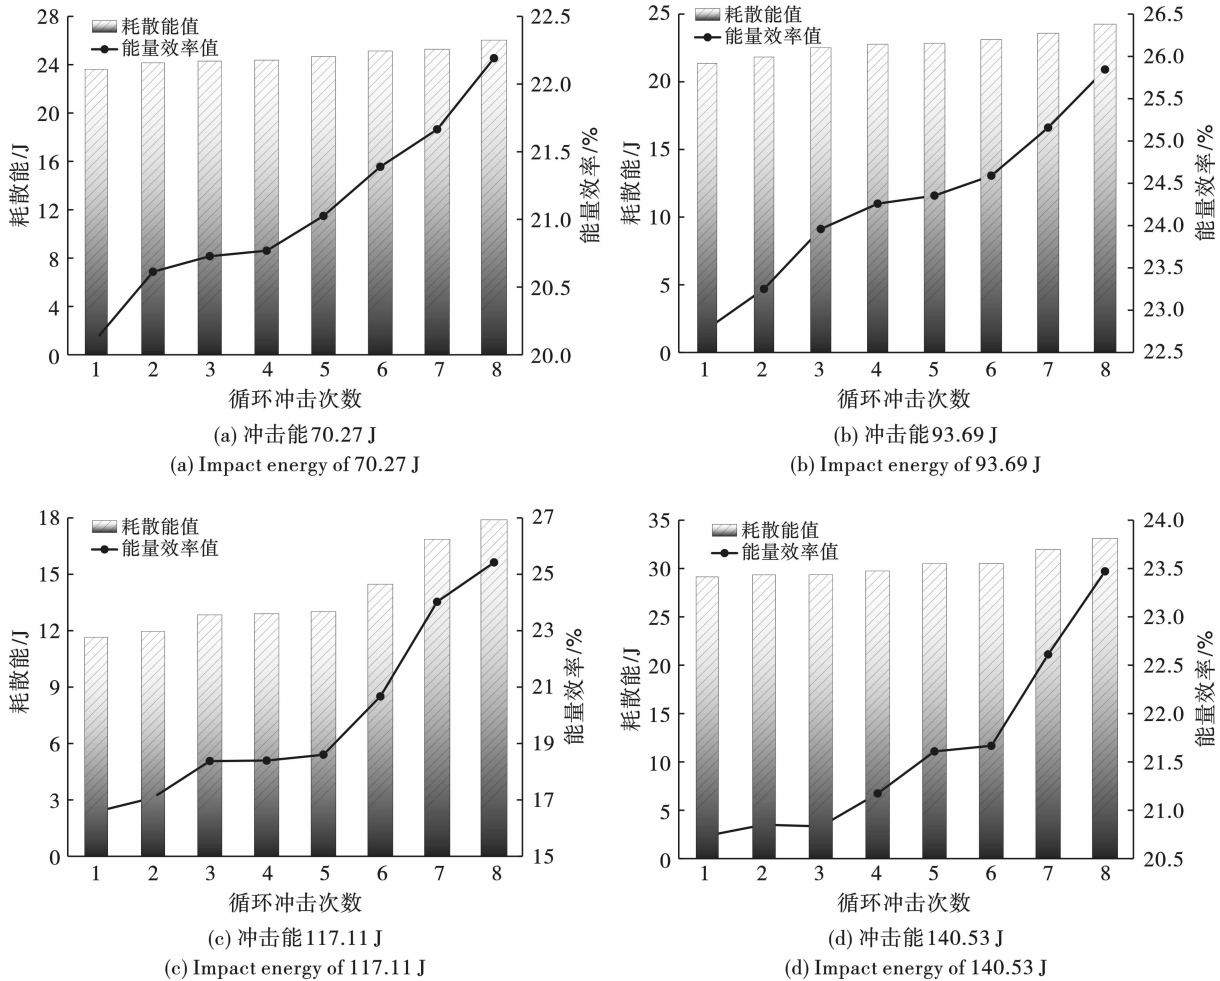 耗散能值
能量效率值
耗散能/J
28
24
20
16
12
8
4
0
22.5
22.0
21.5
21.0
20.5
20.0
能量效率/%
1 2 3 4 5 6 7 8
循环冲击次数
(a) 冲击能70.27 J
(a) Impact energy of 70.27 J
耗散能值
能量效率值
耗散能/J
25
20
15
10
5
0
26.5
26.0
25.5
25.0
24.5
24.0
23.5
23.0
22.5
能量效率/%
1 2 3 4 5 6 7 8
循环冲击次数
(b) 冲击能93.69 J
(b) Impact energy of 93.69 J
耗散能值
能量效率值
耗散能/J
18
15
12
9
6
3
0
27
25
23
21
19
17
15
能量效率/%
1 2 3 4 5 6 7 8
循环冲击次数
(c) 冲击能117.11 J
(c) Impact energy of 117.11 J
耗散能值
能量效率值
耗散能/J
35
30
25
20
15
10
5
0
24.0
23.5
23.0
22.5
22.0
21.5
21.0
20.5
能量效率/%
1 2 3 4 5 6 7 8
循环冲击次数
(d) 冲击能140.53 J
(d) Impact energy of 140.53 J